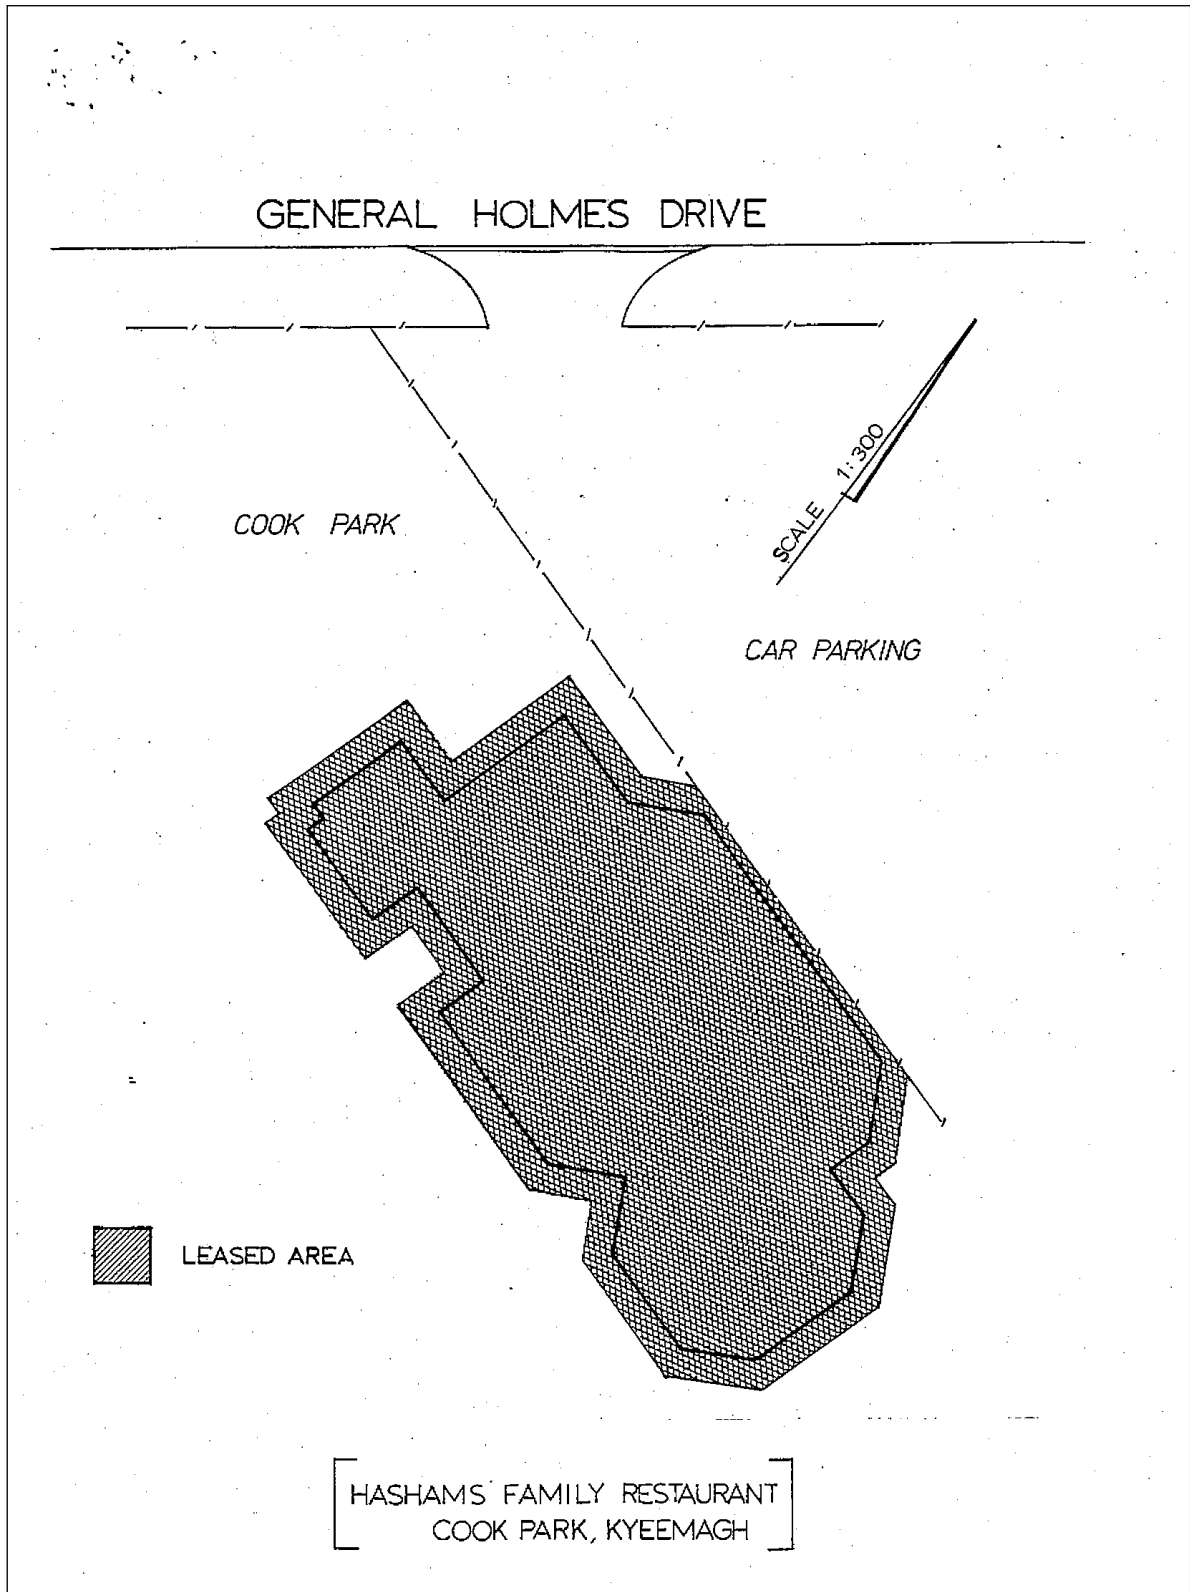 GENERAL HOLMES DRIVE
SCALE 1:300
COOK PARK
CAR PARKING
LEASED AREA
HASHAMS' FAMILY RESTAURANT
COOK PARK, KYEEMAGH